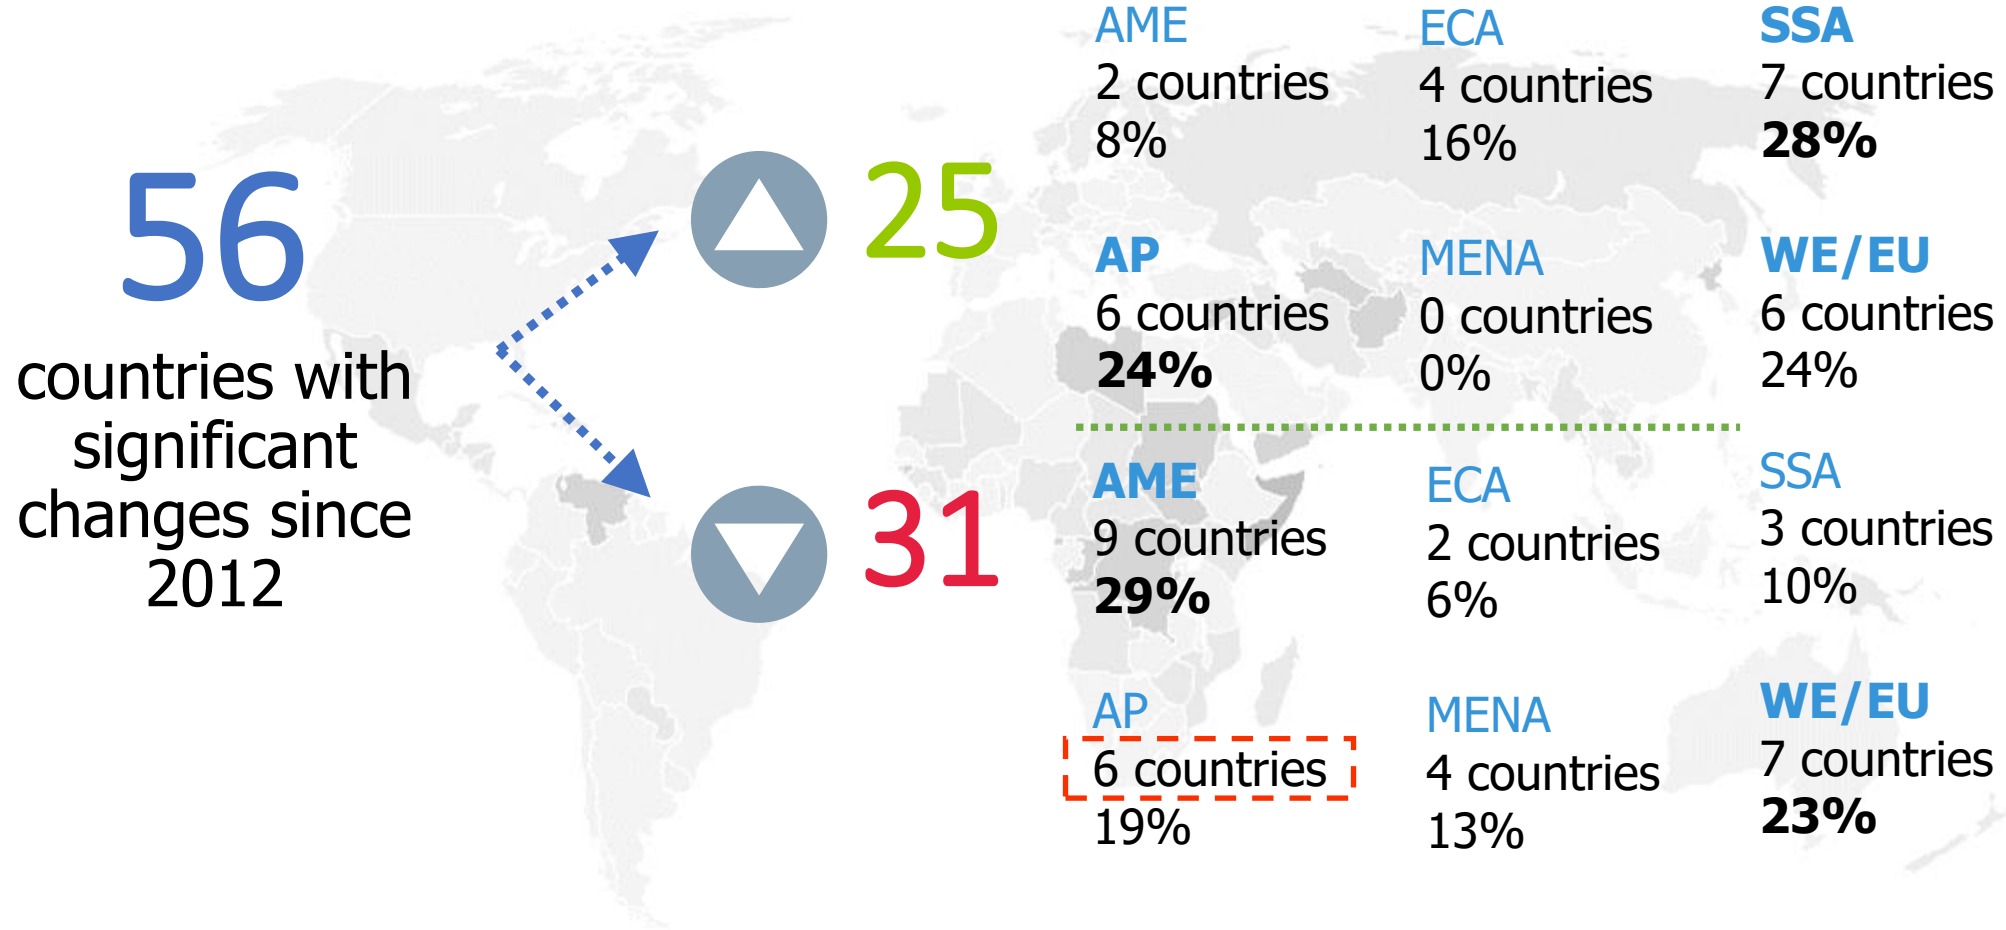 56
countries with
significant
changes since
2012
25
AME
2 countries
8%
ECA
4 countries
16%
SSA
7 countries
28%
AP
6 countries
24%
MENA
0 countries
0%
WE/EU
6 countries
24%
31
AME
9 countries
29%
ECA
2 countries
6%
SSA
3 countries
10%
AP
6 countries
19%
MENA
4 countries
13%
WE/EU
7 countries
23%